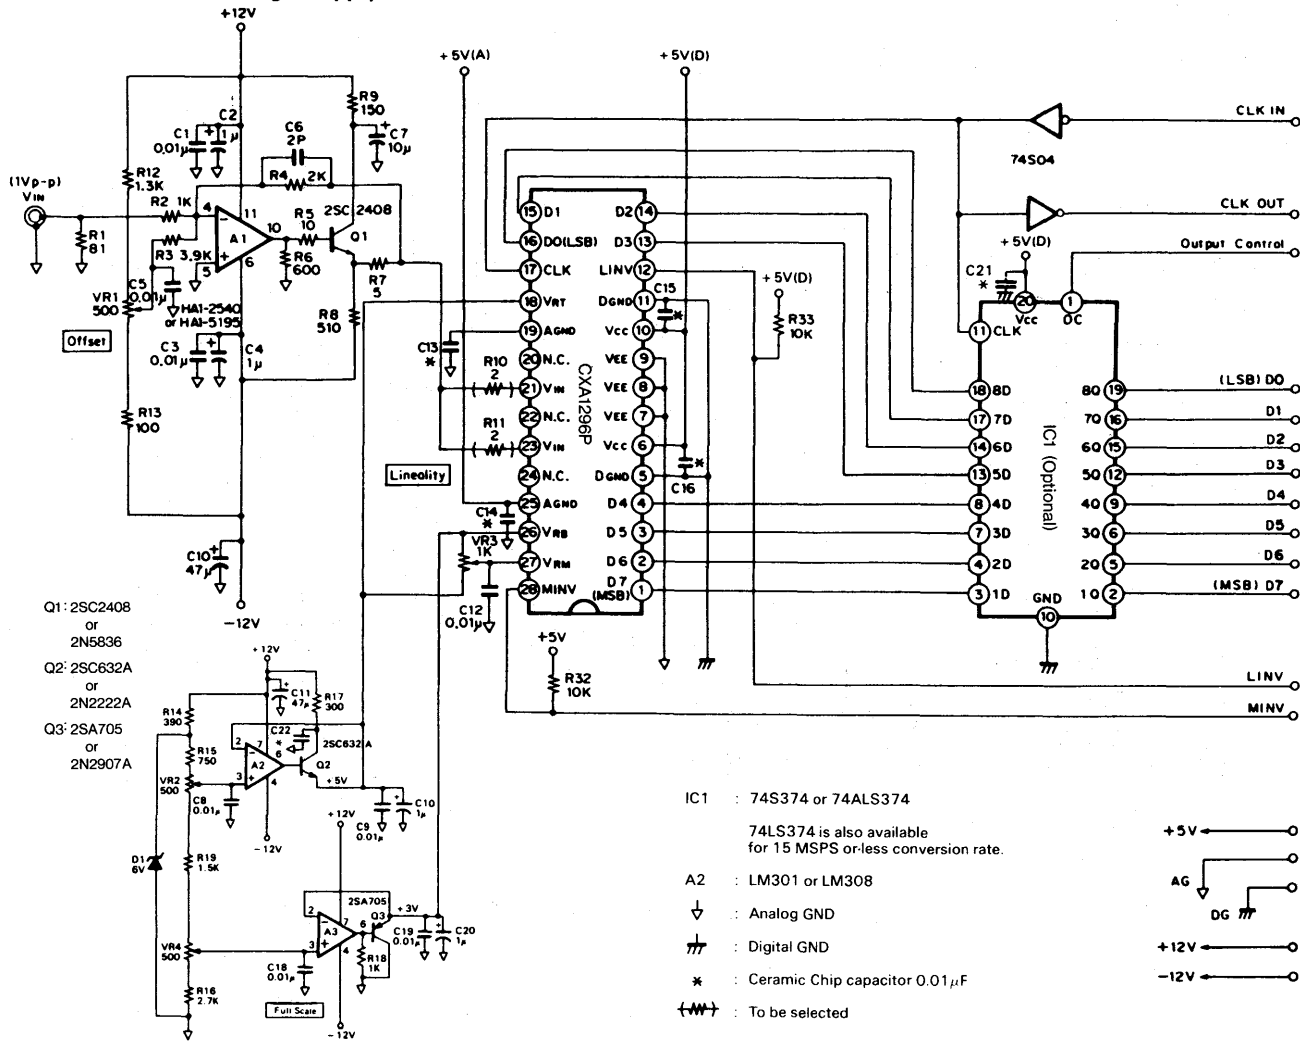 +12V
+5V(A)
+5V(D)
R9
150
C7
10μ
C1
0.01μ
C2
1μ
C6
2P
R4
2K
CLK IN
74S04
CLK OUT
Output Control
(1Vp-p)
VIN
R12
1.3K
R2 1K
R1
81
R3 3.9K
4
11
10
A1
5
6
R5
10
R6
600
2SC2408
Q1
R7
5
R8
510
C5
0.01μ
VR1
500
HA1-2540
or HA1-5195
Offset
C3
0.01μ
C4
1μ
R13
100
C10
47μ
-12V
C13
*
R10
2
R11
2
Lineality
C14
*
VR3
1K
C12
0.01μ
15 D1
16 D0(LSB)
17 CLK
18 VRT
19 AGND
20 N.C.
21 VIN
22 N.C.
23 VIN
24 N.C.
25 AGND
26 VRB
27 VRM
28 MINV
CXA1296P
D2 14
D3 13
LINV 12
DGND 11
Vcc 10
VEE 9
VEE 8
VEE 7
Vcc 6
DGND 5
D4 4
D5 3
D6 2
D7
(MSB) 1
C15
*
C16
*
+5V(D)
R33
10K
+5V
R32
10K
+5V(D)
C21
*
20
Vcc
1
OC
11 CLK
18 8D
17 7D
14 6D
13 5D
8 4D
7 3D
4 2D
3 1D
IC1 (Optional)
8Q 19
7Q 16
6Q 15
5Q 12
4Q 9
3Q 6
2Q 5
1Q 2
GND
10
(LSB) D0
D1
D2
D3
D4
D5
D6
(MSB) D7
LINV
MINV
Q1: 2SC2408
or
2N5836
Q2: 2SC632A
or
2N2222A
Q3: 2SA705
or
2N2907A
+12V
C11
47μ
R17
300
R14
390
R15
750
VR2
500
C22
*
2SC632A
2
7
6
A2
3
4
Q2
+5V
C8
0.01μ
-12V
C9
0.01μ
C10
1μ
D1
6V
R19
1.5K
+12V
2SA705
Q3
+3V
2
7
6
A3
3
4
R18
1K
C19
0.01μ
C20
1μ
VR4
500
C18
0.01μ
R16
2.7K
Full Scale
-12V
IC1 : 74S374 or 74ALS374
74LS374 is also available
for 15 MSPS or-less conversion rate.
A2 : LM301 or LM308
: Analog GND
: Digital GND
* : Ceramic Chip capacitor 0.01μF
: To be selected
+5V
AG
DG
+12V
-12V